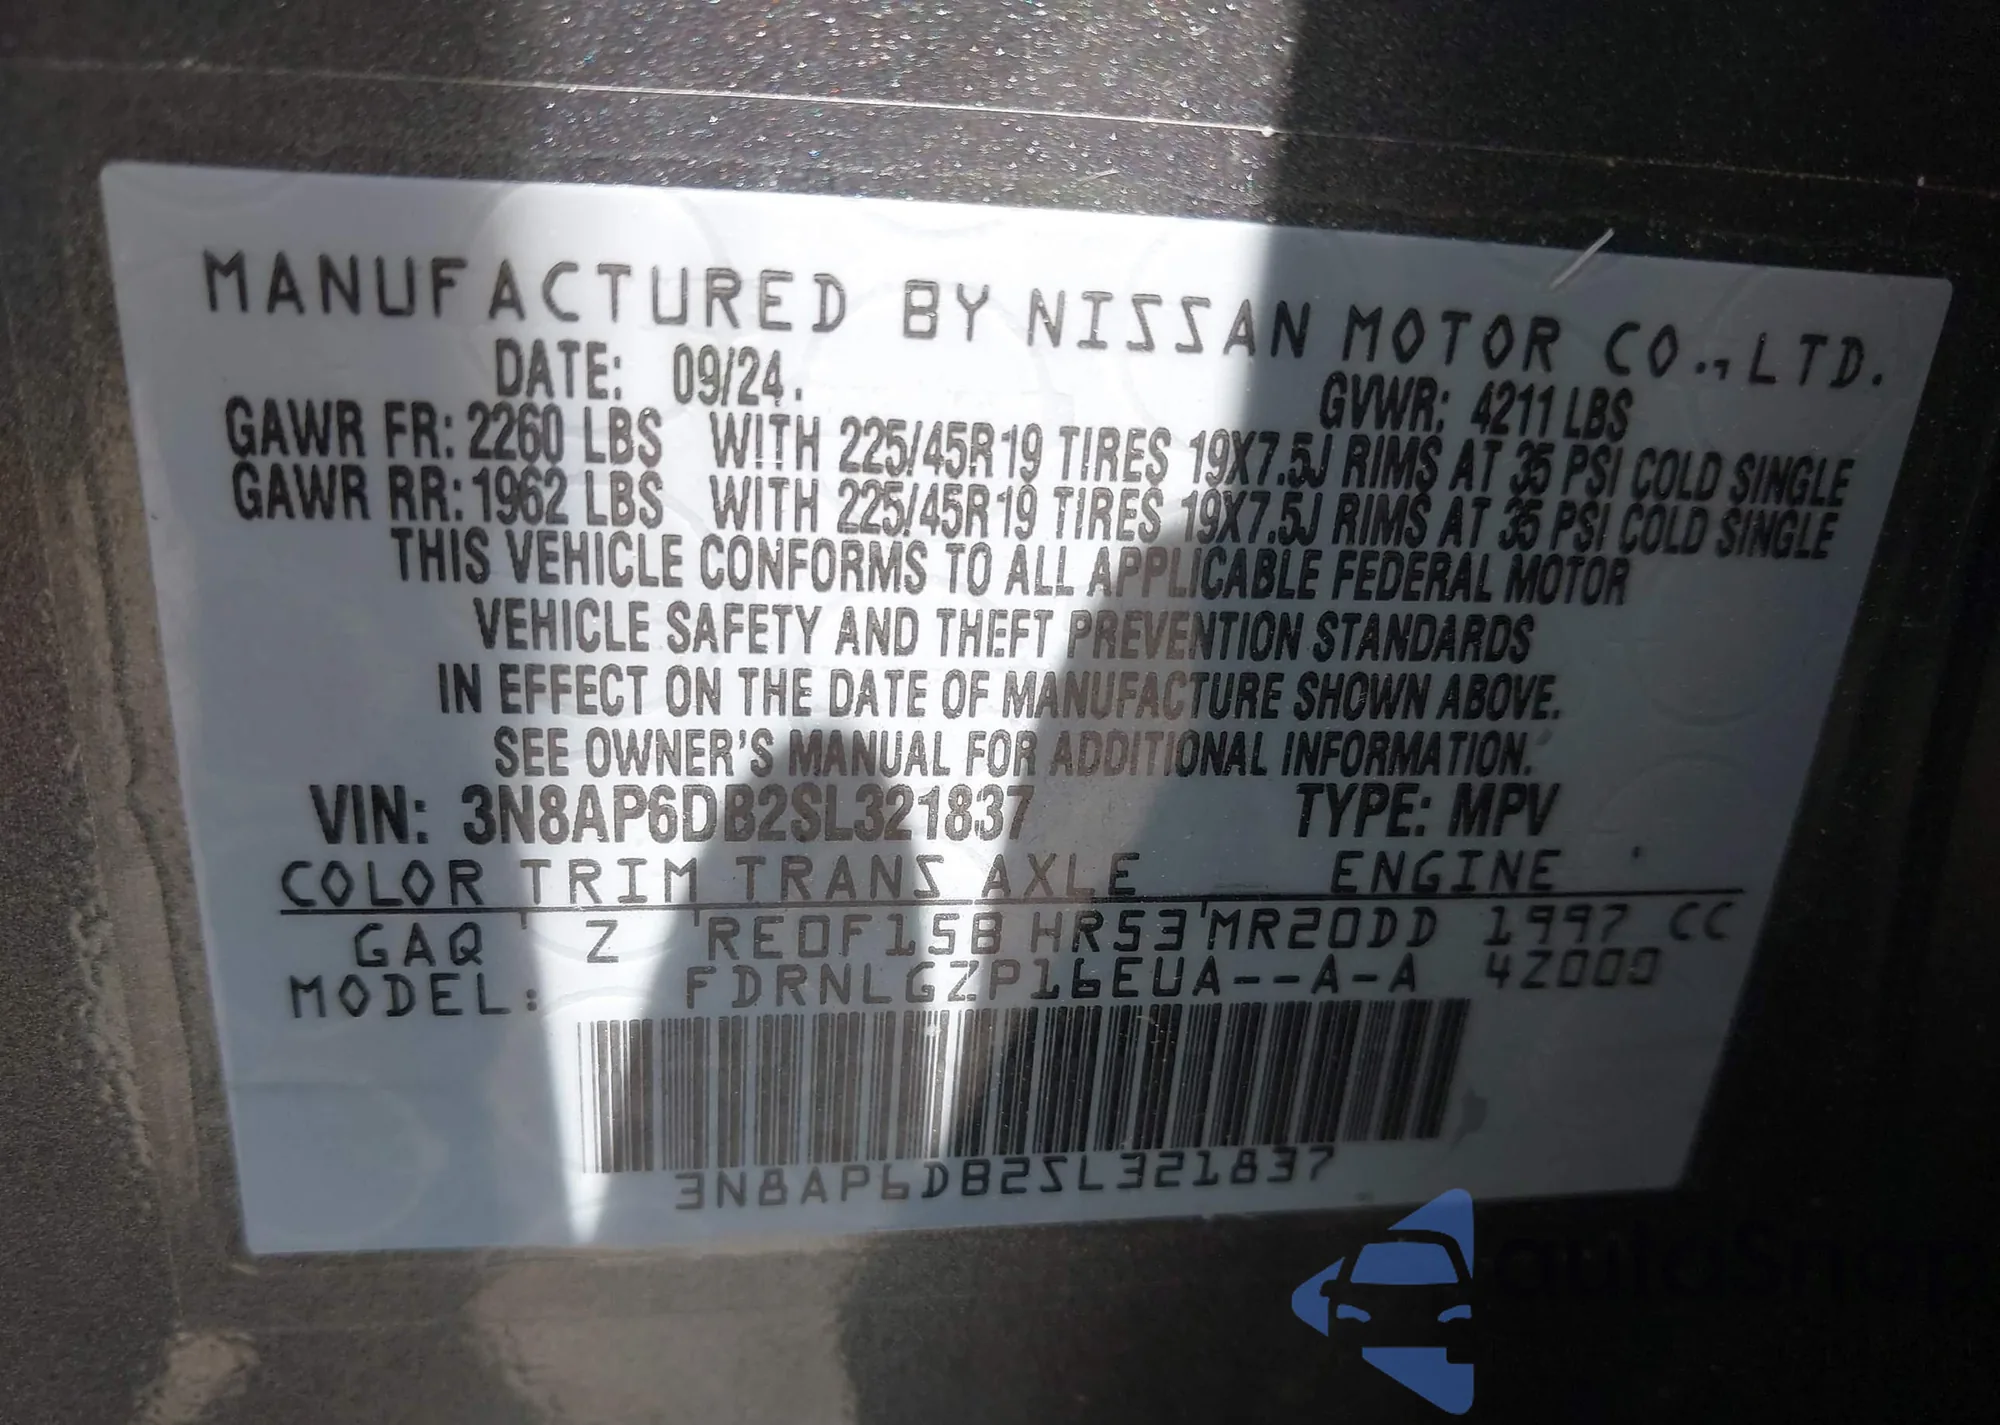 MANUFACTURED BY NISSAN MOTOR CO., LTD.
DATE: 09/24. GVWR: 4211 LBS
GAWR FR: 2260 LBS WITH 225/45R19 TIRES 19X7.5J RIMS AT 35 PSI COLD SINGLE
GAWR RR: 1962 LBS WITH 225/45R19 TIRES 19X7.5J RIMS AT 35 PSI COLD SINGLE
THIS VEHICLE CONFORMS TO ALL APPLICABLE FEDERAL MOTOR
VEHICLE SAFETY AND THEFT PREVENTION STANDARDS
IN EFFECT ON THE DATE OF MANUFACTURE SHOWN ABOVE.
SEE OWNER'S MANUAL FOR ADDITIONAL INFORMATION.
VIN: 3N8AP6DB2SL321837 TYPE: MPV
COLOR TRIM TRANS AXLE ENGINE
GAQ Z RE0F15B HR53 MR20DD 1997 CC
MODEL: FDRNLGZP16EUA--A-A 4Z000
3N8AP6DB2SL321837